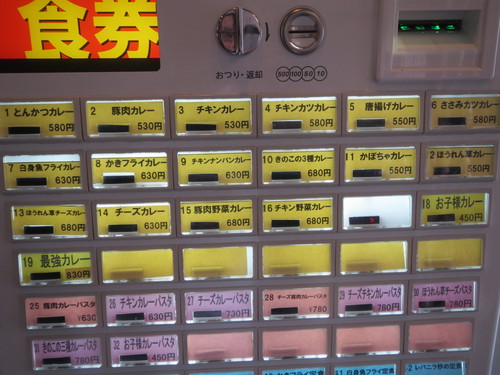 食券
おつり・返却
500 100 50 10
1 とんかつカレー 580円
2 豚肉カレー 530円
3 チキンカレー 530円
4 チキンカツカレー 580円
5 唐揚げカレー 550円
6 ささみカツカレー 580円
7 白身魚フライカレー 630円
8 かきフライカレー 630円
9 チキンナンバンカレー 630円
10 きのこの3種カレー 680円
11 かぼちゃカレー 550円
2 ほうれん草カレー 550円
13 ほうれん草チーズカレー 680円
14 チーズカレー 630円
15 豚肉野菜カレー 680円
16 チキン野菜カレー 680円
18 お子様カレー 450円
19 最強カレー 830円
25 豚肉カレーパスタ ¥630
26 チキンカレーパスタ 630円
27 チーズカレーパスタ 730円
28 チーズ豚肉カレーパスタ ¥780
29 チーズチキンカレーパスタ 780円
30 ほうれん草チーズパスタ 780円
31 きのこの三種カレーパスタ 780円
32 お子様カレーパスタ 450円